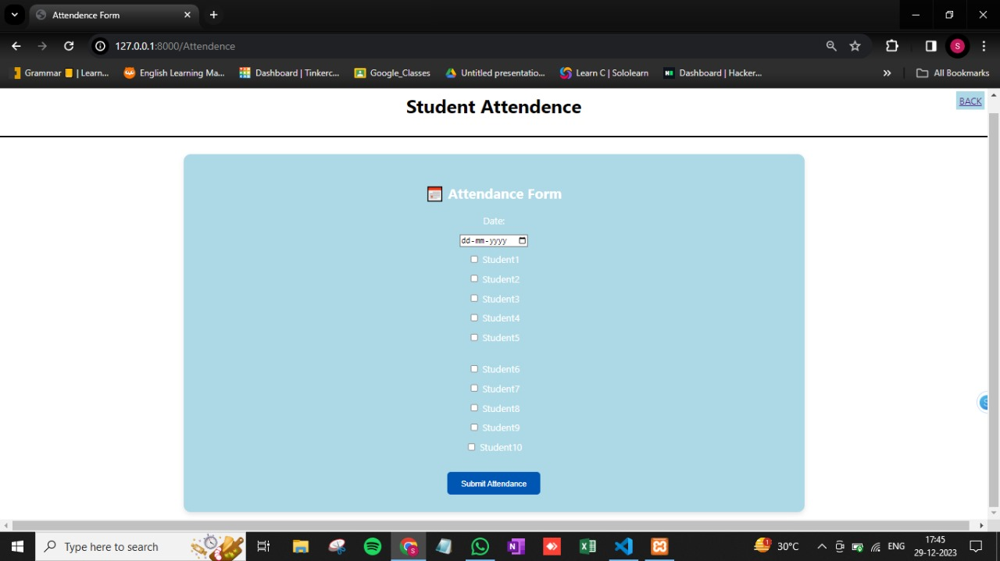 Attendence Form
127.0.0.1:8000/Attendence
Grammar | Learn...
English Learning Ma...
Dashboard | Tinkerc...
Google_Classes
Untitled presentatio...
Learn C | Sololearn
Dashboard | Hacker...
All Bookmarks
Student Attendence
BACK
Attendance Form
Date:
dd-mm-yyyy
Student1
Student2
Student3
Student4
Student5
Student6
Student7
Student8
Student9
Student10
Submit Attendance
Type here to search
30°C
ENG
17:45
29-12-2023